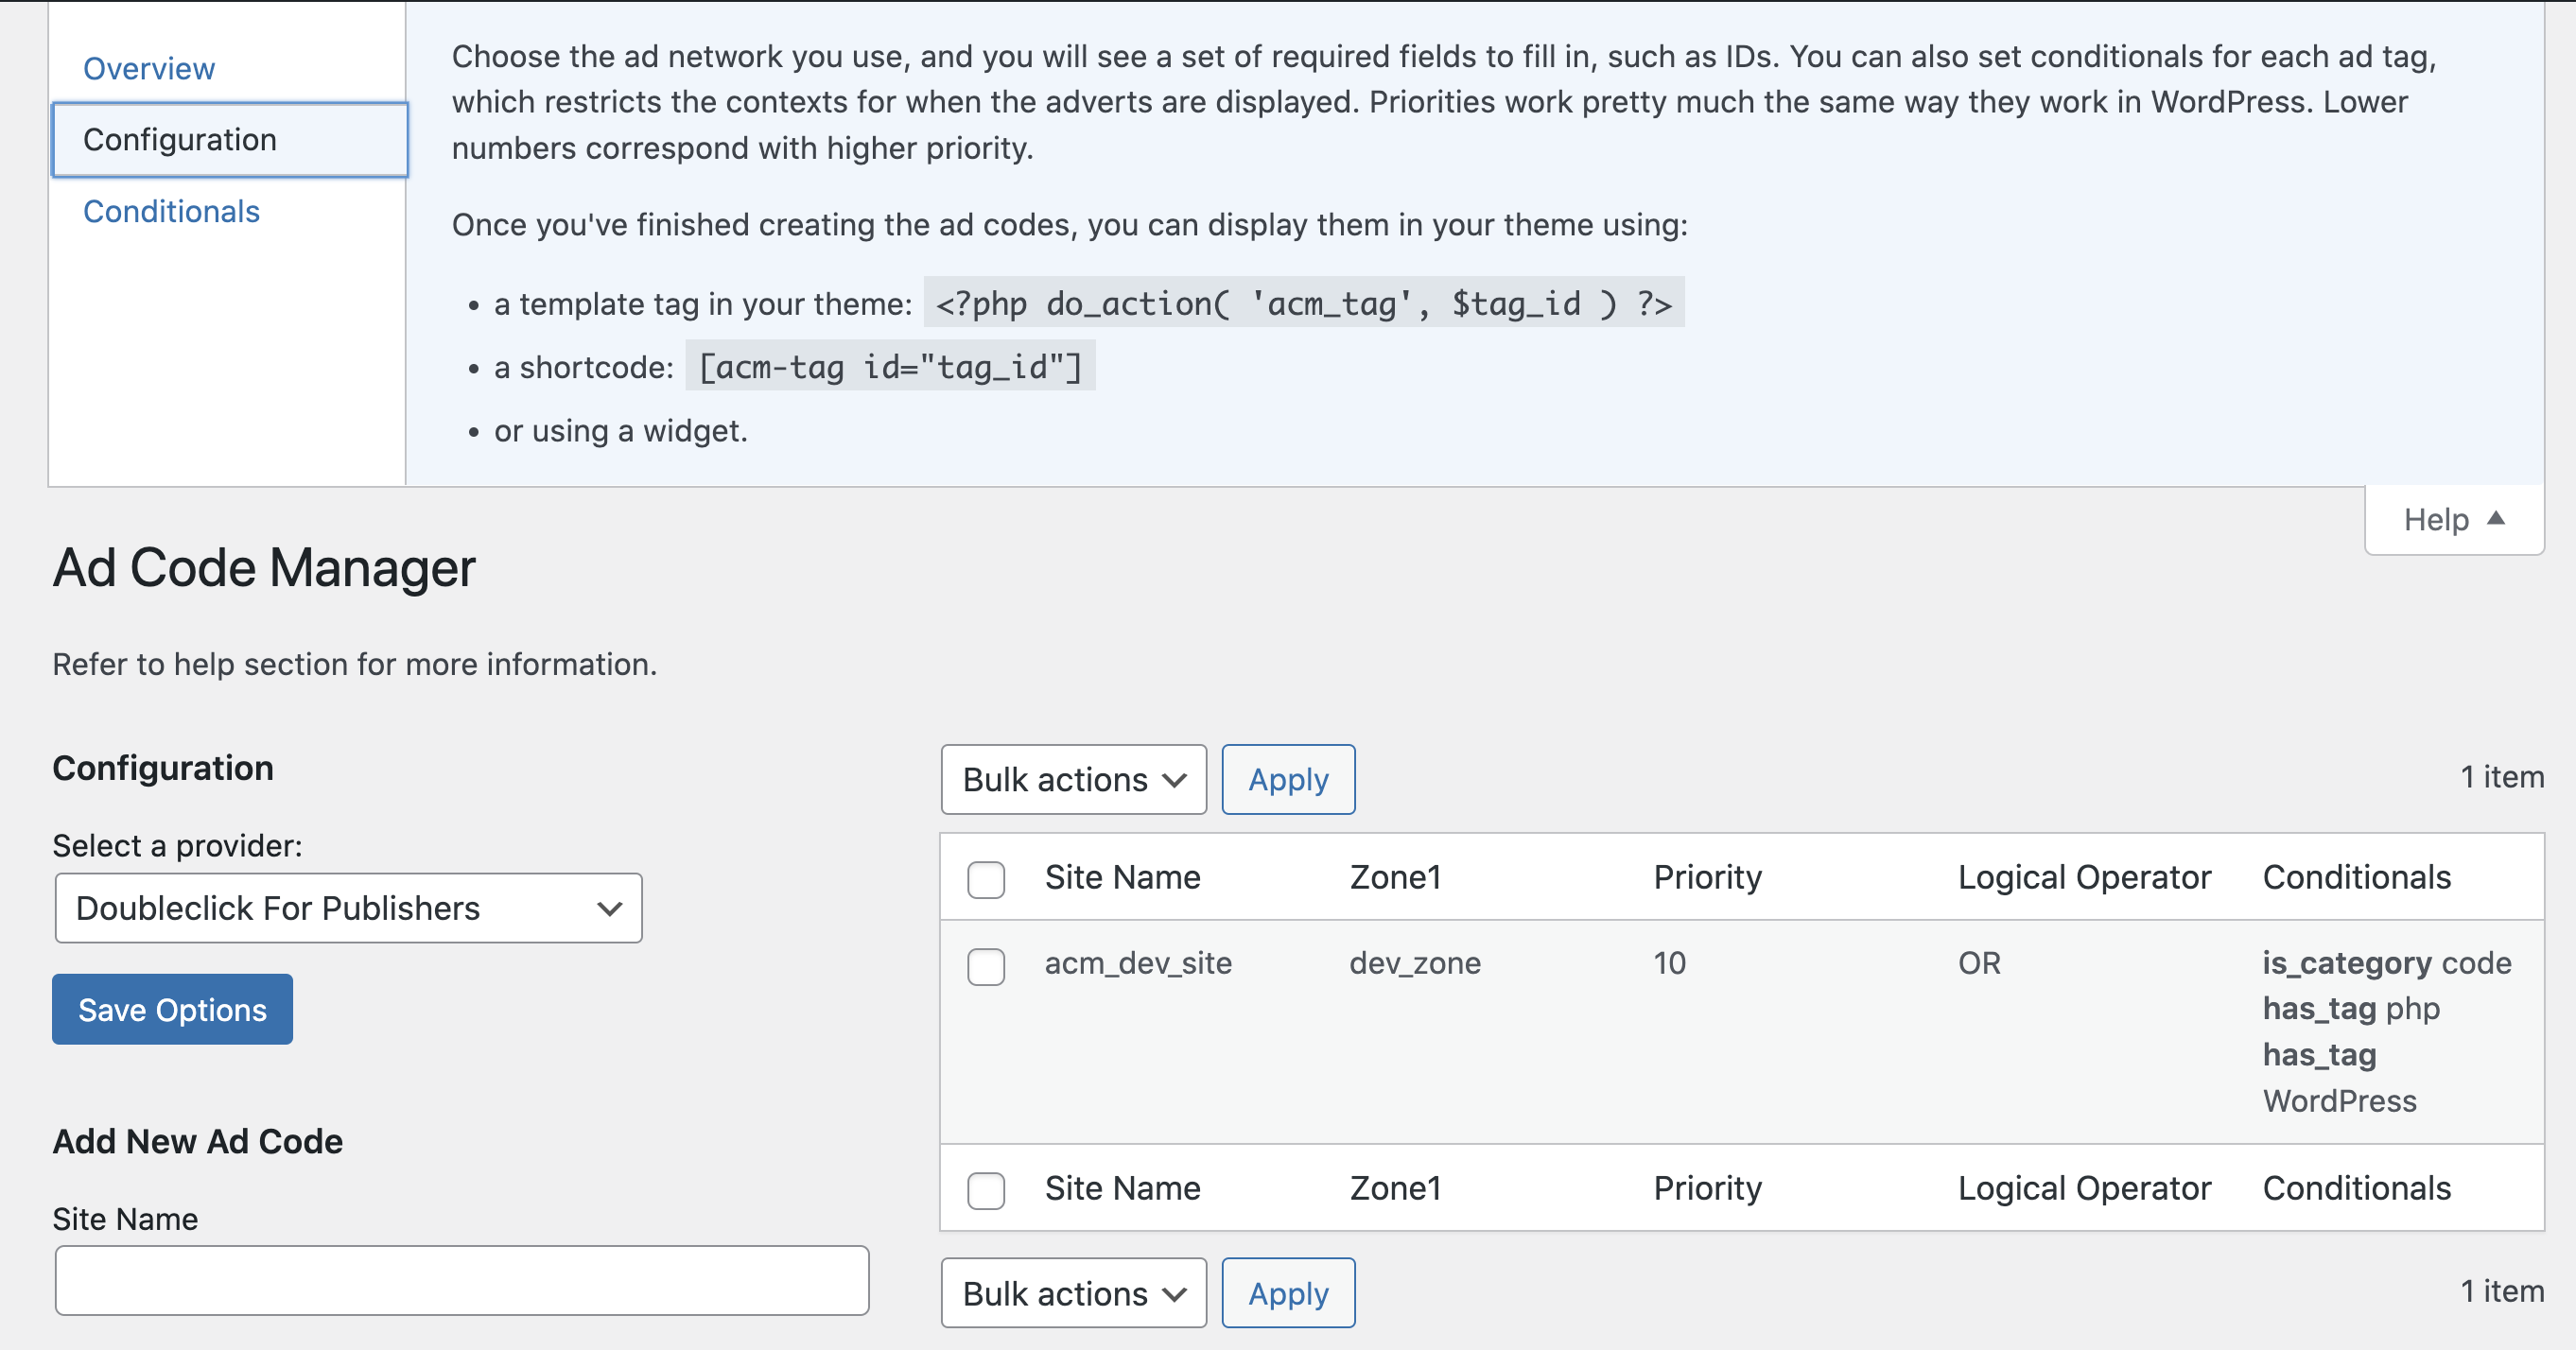 Overview
Configuration
Conditionals
Choose the ad network you use, and you will see a set of required fields to fill in, such as IDs. You can also set conditionals for each ad tag,
which restricts the contexts for when the adverts are displayed. Priorities work pretty much the same way they work in WordPress. Lower
numbers correspond with higher priority.
Once you've finished creating the ad codes, you can display them in your theme using:
• a template tag in your theme: <?php do_action( 'acm_tag', $tag_id ) ?>
• a shortcode: [acm-tag id="tag_id"]
• or using a widget.
Help
Ad Code Manager
Refer to help section for more information.
Configuration
Select a provider:
Doubleclick For Publishers
Save Options
Add New Ad Code
Site Name
Bulk actions Apply 1 item
Site Name Zone1 Priority Logical Operator Conditionals
acm_dev_site dev_zone 10 OR is_category code
has_tag php
has_tag
WordPress
Site Name Zone1 Priority Logical Operator Conditionals
Bulk actions Apply 1 item